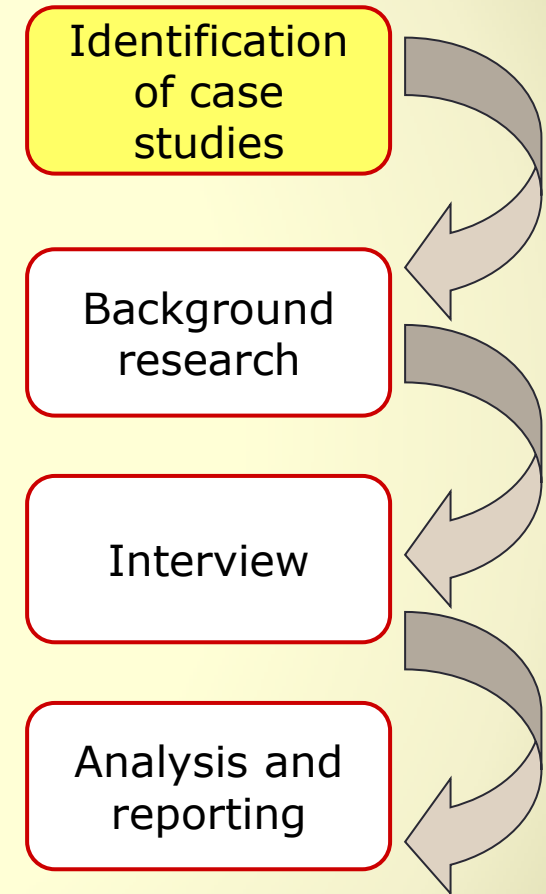 Identification
of case
studies
Background
research
Interview
Analysis and
reporting